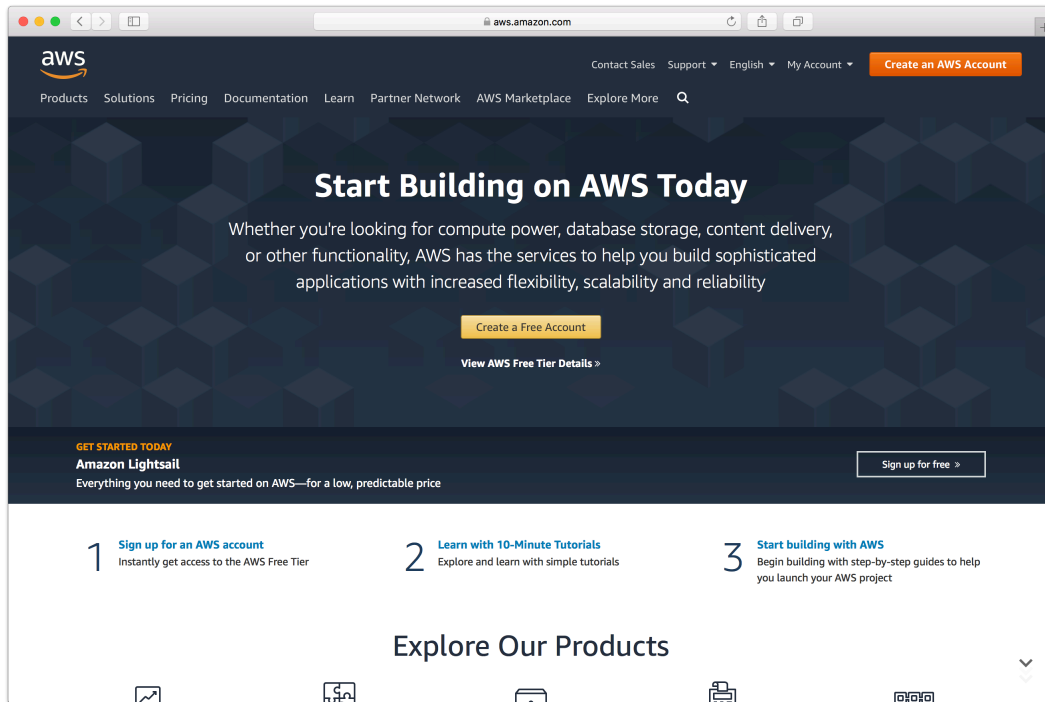 aws.amazon.com
aws
Contact Sales Support English My Account Create an AWS Account
Products Solutions Pricing Documentation Learn Partner Network AWS Marketplace Explore More
Start Building on AWS Today
Whether you're looking for compute power, database storage, content delivery,
or other functionality, AWS has the services to help you build sophisticated
applications with increased flexibility, scalability and reliability
Create a Free Account
View AWS Free Tier Details »
GET STARTED TODAY
Amazon Lightsail
Everything you need to get started on AWS—for a low, predictable price
Sign up for free »
1 Sign up for an AWS account
Instantly get access to the AWS Free Tier
2 Learn with 10-Minute Tutorials
Explore and learn with simple tutorials
3 Start building with AWS
Begin building with step-by-step guides to help
you launch your AWS project
Explore Our Products